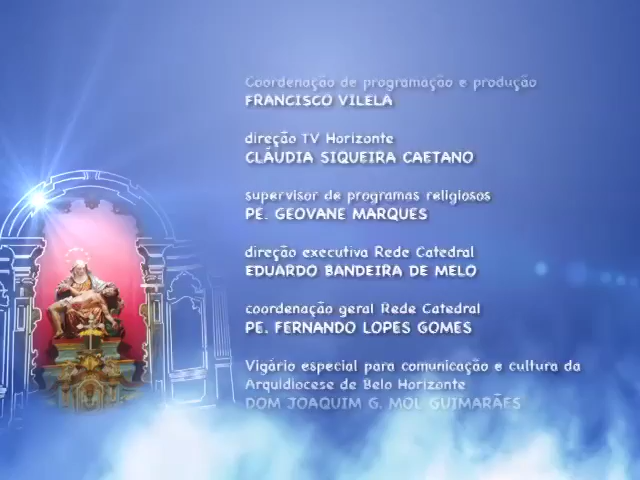 Coordenação de programação e produção
FRANCISCO VILELA
direção TV Horizonte
CLÁUDIA SIQUEIRA CAETANO
supervisor de programas religiosos
PE. GEOVANE MARQUES
direção executiva Rede Catedral
EDUARDO BANDEIRA DE MELO
coordenação geral Rede Catedral
PE. FERNANDO LOPES GOMES
Vigário especial para comunicação e cultura da
Arquidiocese de Belo Horizonte
DOM JOAQUIM G. MOL GUIMARÃES